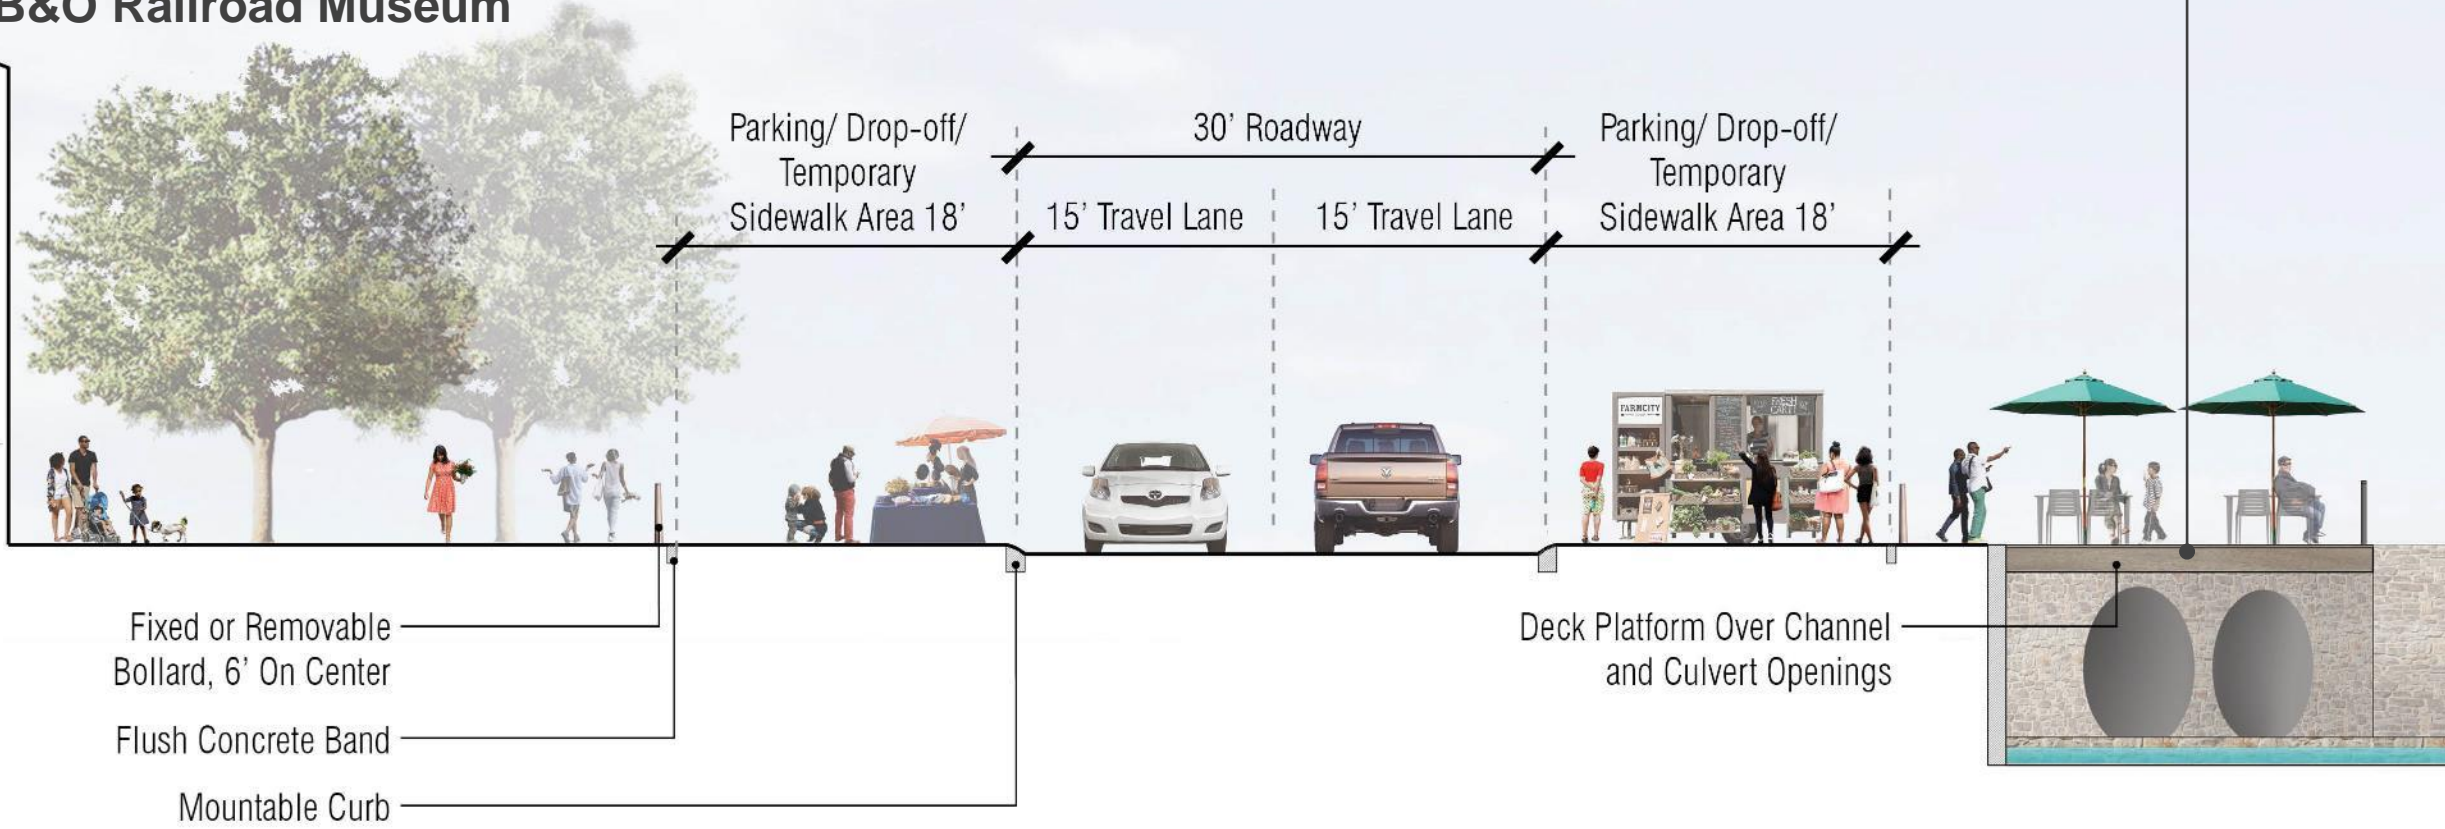 B&O Railroad Museum
Parking/ Drop-off/
Temporary
Sidewalk Area 18’
30’ Roadway
15’ Travel Lane
15’ Travel Lane
Parking/ Drop-off/
Temporary
Sidewalk Area 18’
FARMCITY
FRESH
CART
Fixed or Removable
Bollard, 6’ On Center
Flush Concrete Band
Mountable Curb
Deck Platform Over Channel
and Culvert Openings